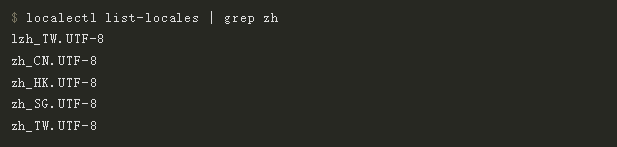 $ localectl list-locales | grep zh
lzh_TW.UTF-8
zh_CN.UTF-8
zh_HK.UTF-8
zh_SG.UTF-8
zh_TW.UTF-8